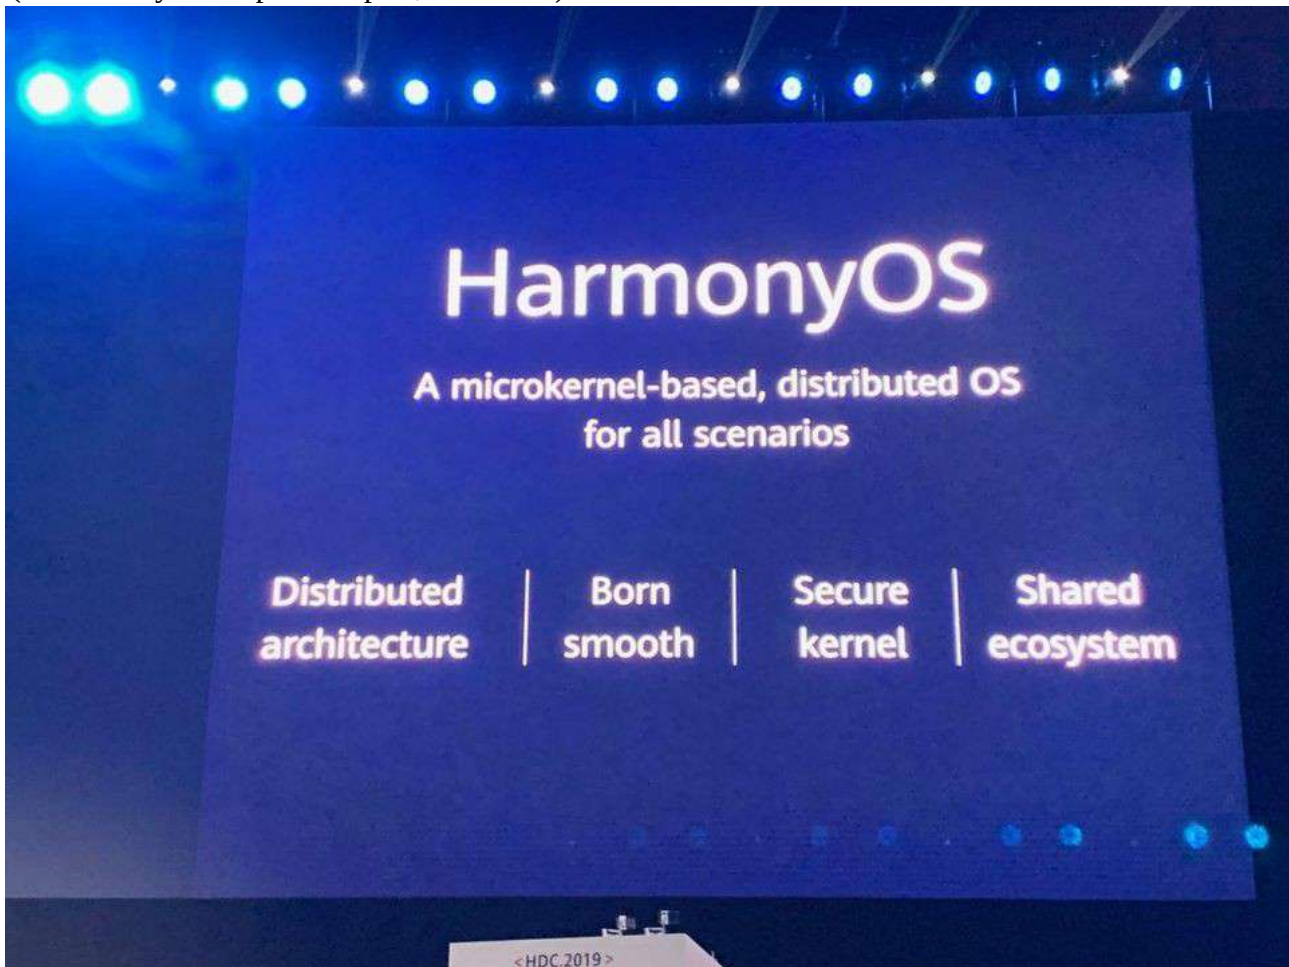 HarmonyOS
A microkernel-based, distributed OS
for all scenarios
Distributed
architecture
Born
smooth
Secure
kernel
Shared
ecosystem
<HDC.2019>